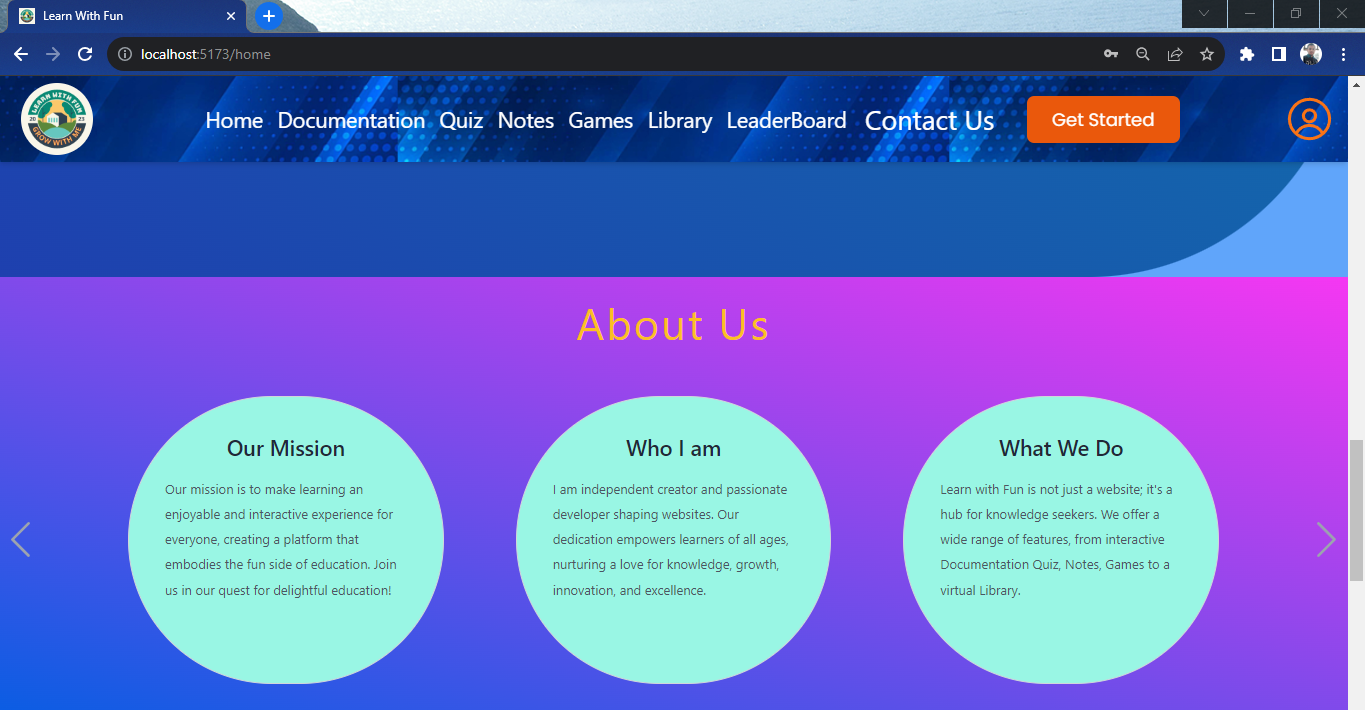 Learn With Fun
localhost:5173/home
LEARN WITH FUN
20 23
GROW WITH ME
Home Documentation Quiz Notes Games Library LeaderBoard Contact Us Get Started
About Us
Our Mission
Our mission is to make learning an
enjoyable and interactive experience for
everyone, creating a platform that
embodies the fun side of education. Join
us in our quest for delightful education!
Who I am
I am independent creator and passionate
developer shaping websites. Our
dedication empowers learners of all ages,
nurturing a love for knowledge, growth,
innovation, and excellence.
What We Do
Learn with Fun is not just a website; it's a
hub for knowledge seekers. We offer a
wide range of features, from interactive
Documentation Quiz, Notes, Games to a
virtual Library.